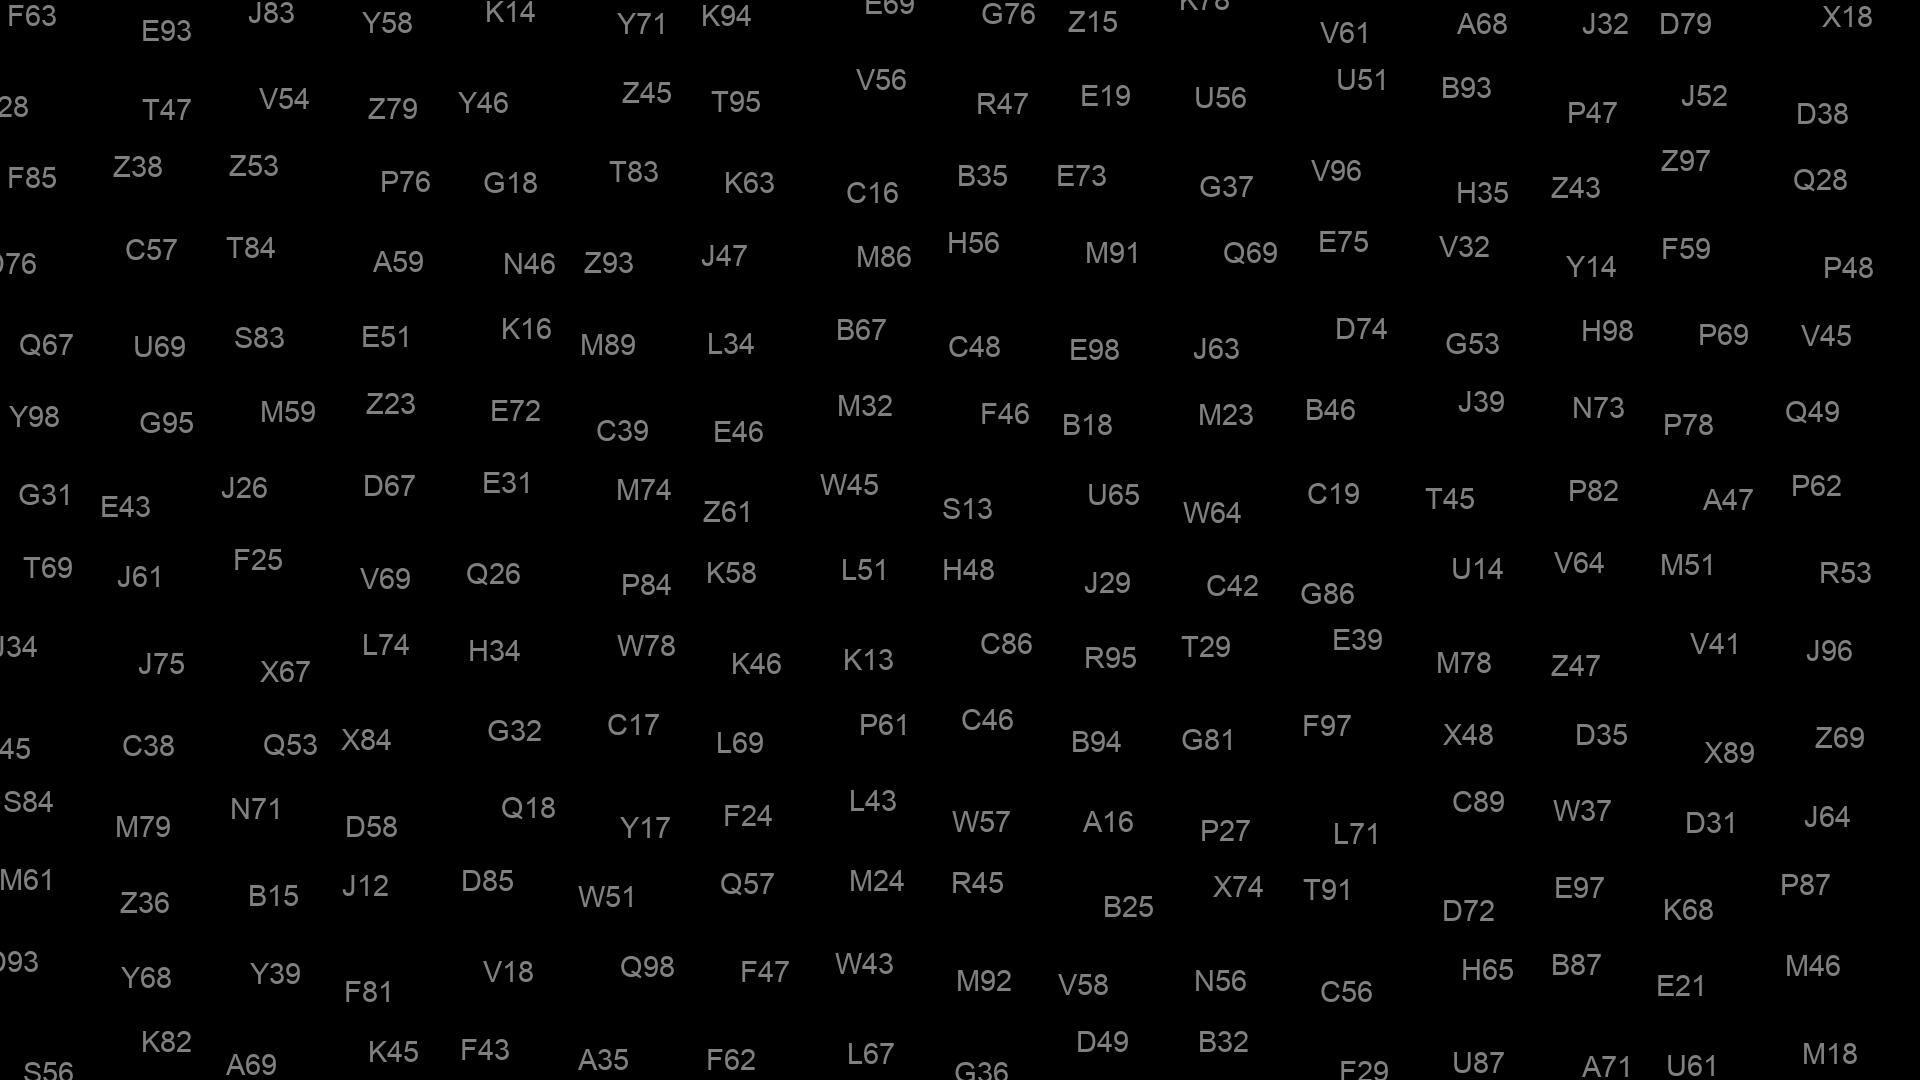 F63 E93 J83 Y58 K14 Y71 K94 E69 G76 Z15 K78 V61 A68 J32 D79 X18
28 T47 V54 Z79 Y46 Z45 T95 V56 R47 E19 U56 U51 B93 P47 J52 D38
F85 Z38 Z53 P76 G18 T83 K63 C16 B35 E73 G37 V96 H35 Z43 Z97 Q28
76 C57 T84 A59 N46 Z93 J47 M86 H56 M91 Q69 E75 V32 Y14 F59 P48
Q67 U69 S83 E51 K16 M89 L34 B67 C48 E98 J63 D74 G53 H98 P69 V45
Y98 G95 M59 Z23 E72 C39 E46 M32 F46 B18 M23 B46 J39 N73 P78 Q49
G31 E43 J26 D67 E31 M74 Z61 W45 S13 U65 W64 C19 T45 P82 A47 P62
T69 J61 F25 V69 Q26 P84 K58 L51 H48 J29 C42 G86 U14 V64 M51 R53
34 J75 X67 L74 H34 W78 K46 K13 C86 R95 T29 E39 M78 Z47 V41 J96
45 C38 Q53 X84 G32 C17 L69 P61 C46 B94 G81 F97 X48 D35 X89 Z69
S84 M79 N71 D58 Q18 Y17 F24 L43 W57 A16 P27 L71 C89 W37 D31 J64
M61 Z36 B15 J12 D85 W51 Q57 M24 R45 B25 X74 T91 D72 E97 K68 P87
93 Y68 Y39 F81 V18 Q98 F47 W43 M92 V58 N56 C56 H65 B87 E21 M46
S56 K82 A69 K45 F43 A35 F62 L67 G36 D49 B32 F29 U87 A71 U61 M18